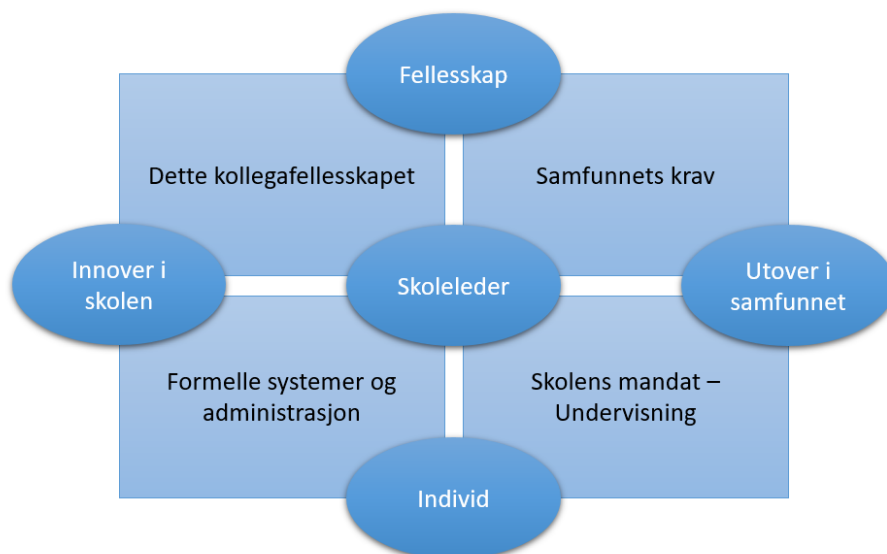 Fellesskap
Dette kollegafellesskapet
Samfunnets krav
Innover i
skolen
Skoleleder
Utover i
samfunnet
Formelle systemer og
administrasjon
Skolens mandat –
Undervisning
Individ